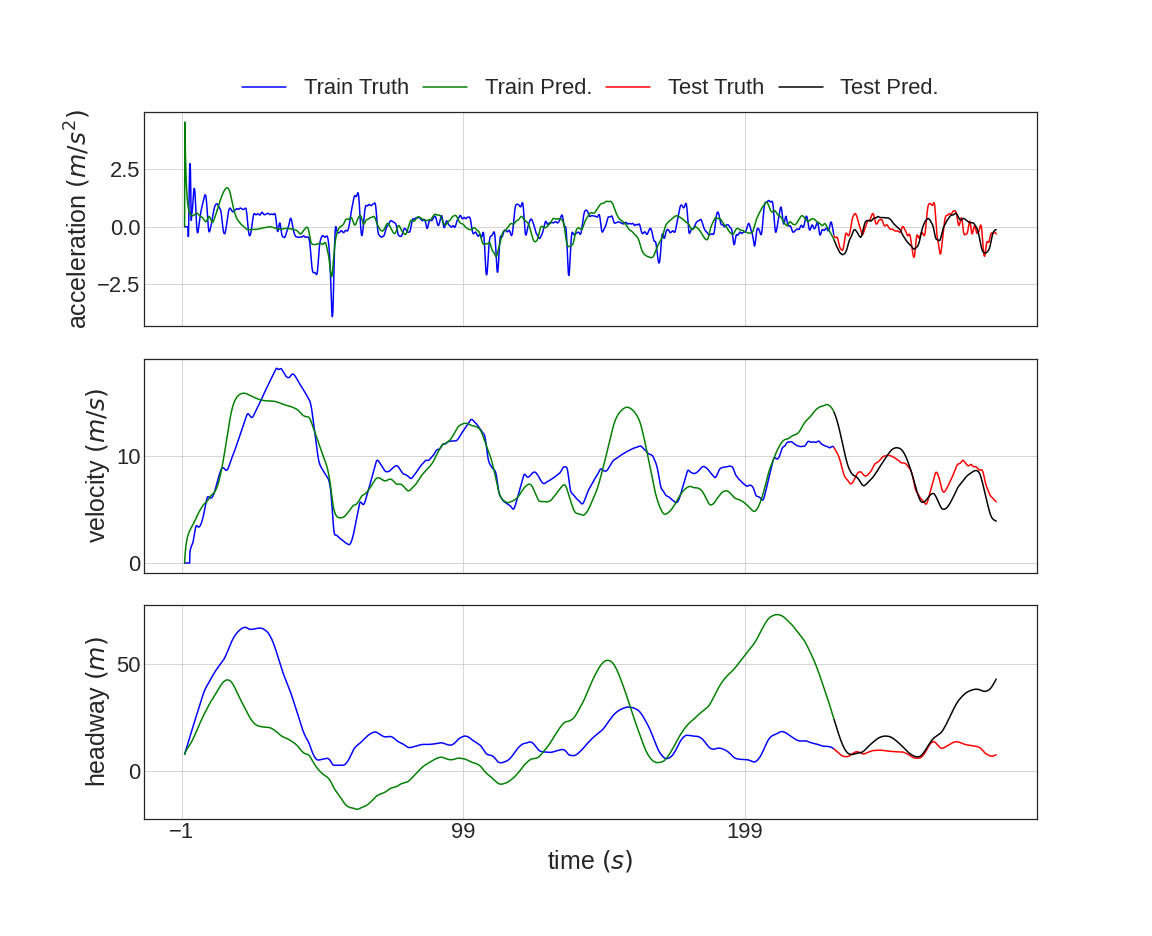 Train Truth Train Pred. Test Truth Test Pred.
acceleration (m/s²)
2.5
0.0
−2.5
velocity (m/s)
10
0
headway (m)
50
0
−1 99 199
time (s)